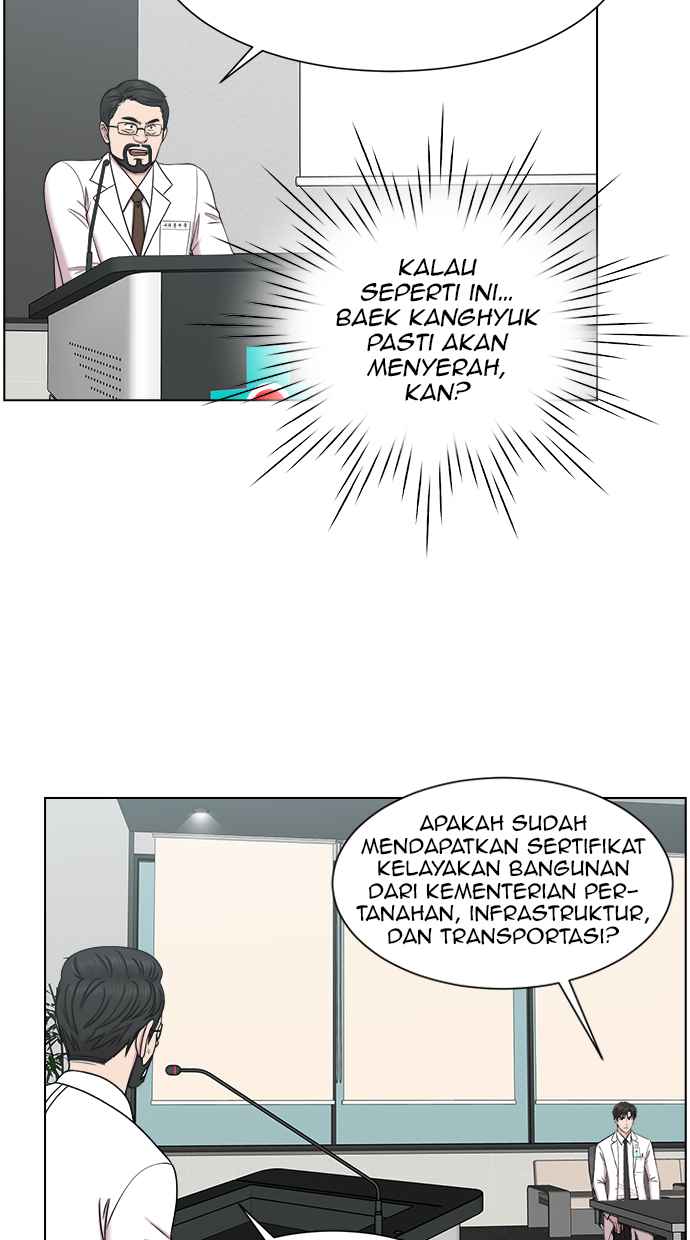 KALAU
SEPERTI INI...
BAEK KANGHYUK
PASTI AKAN
MENYERAH,
KAN?
APAKAH SUDAH
MENDAPATKAN SERTIFIKAT
KELAYAKAN BANGUNAN
DARI KEMENTERIAN PER-
TANAHAN, INFRASTRUKTUR,
DAN TRANSPORTASI?